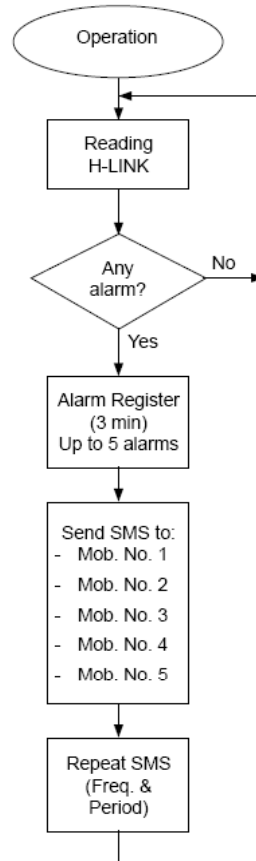 Operation
Reading
H-LINK
Any
alarm?
No
Yes
Alarm Register
(3 min)
Up to 5 alarms
Send SMS to:
- Mob. No. 1
- Mob. No. 2
- Mob. No. 3
- Mob. No. 4
- Mob. No. 5
Repeat SMS
(Freq. &
Period)